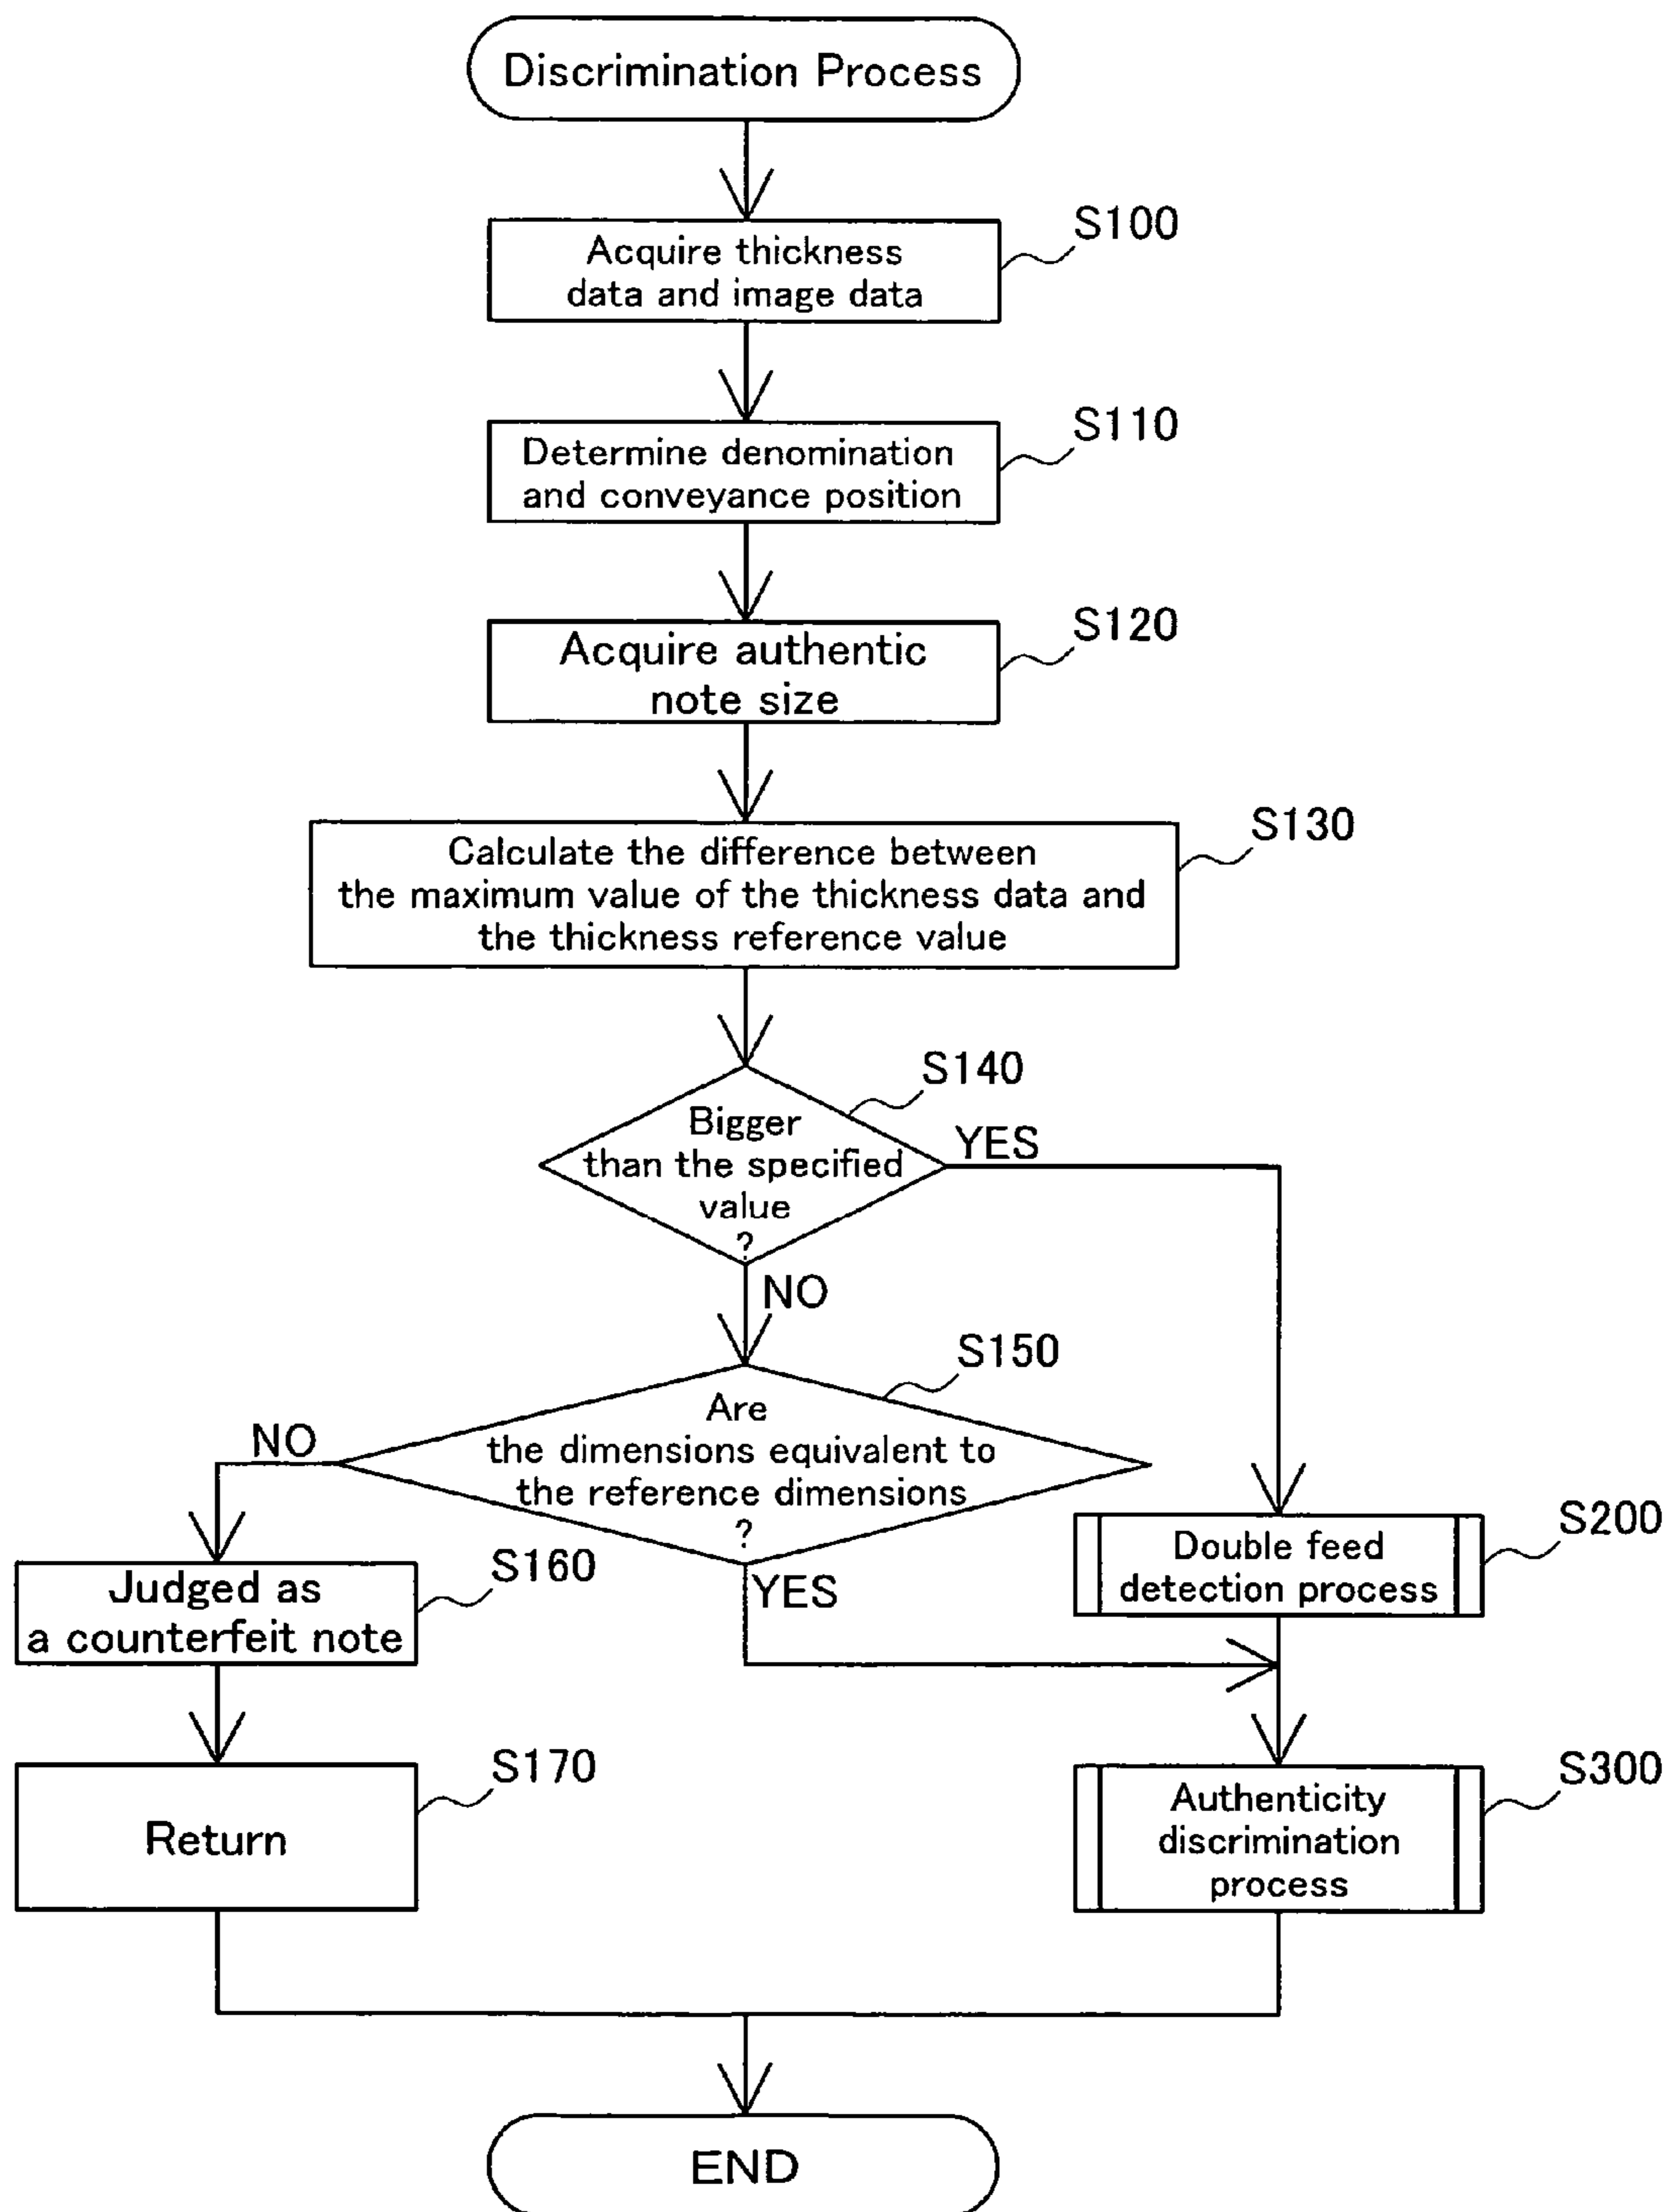 Discrimination Process
S100
Acquire thickness
data and image data
S110
Determine denomination
and conveyance position
S120
Acquire authentic
note size
S130
Calculate the difference between
the maximum value of the thickness data and
the thickness reference value
S140
Bigger
than the specified
value
?
YES
NO
S150
Are
the dimensions equivalent to
the reference dimensions
?
NO
YES
S160
Judged as
a counterfeit note
S200
Double feed
detection process
S170
Return
S300
Authenticity
discrimination
process
END